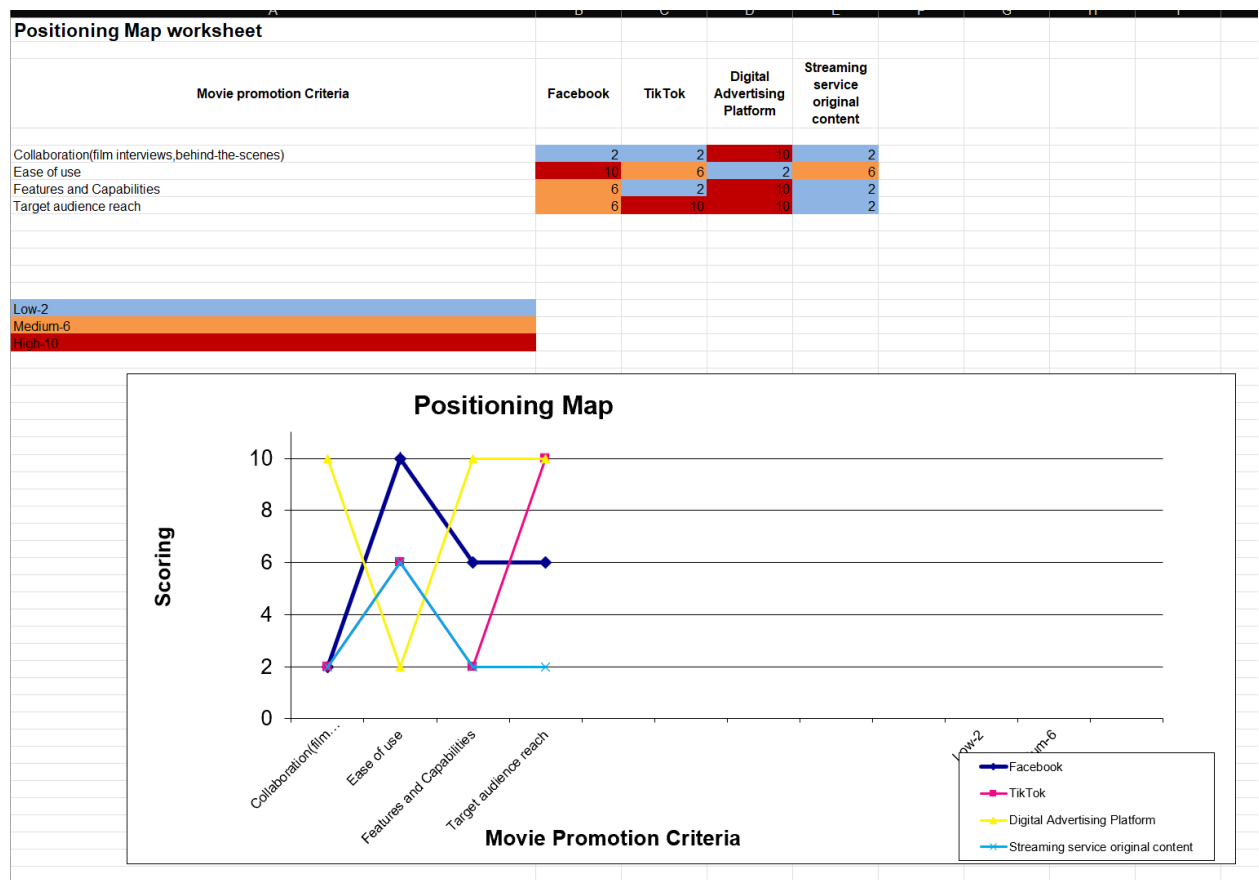 A B C D E F G H I
Positioning Map worksheet
Movie promotion Criteria Facebook TikTok Digital Advertising Platform Streaming service original content
Collaboration(film interviews,behind-the-scenes) 2 2 10 2
Ease of use 10 6 2 6
Features and Capabilities 6 2 10 2
Target audience reach 6 10 10 2
Low-2
Medium-6
High-10
Positioning Map
Scoring
10
8
6
4
2
0
Collaboration(film...
Ease of use
Features and Capabilities
Target audience reach
Low-2
um-6
Movie Promotion Criteria
Facebook
TikTok
Digital Advertising Platform
Streaming service original content